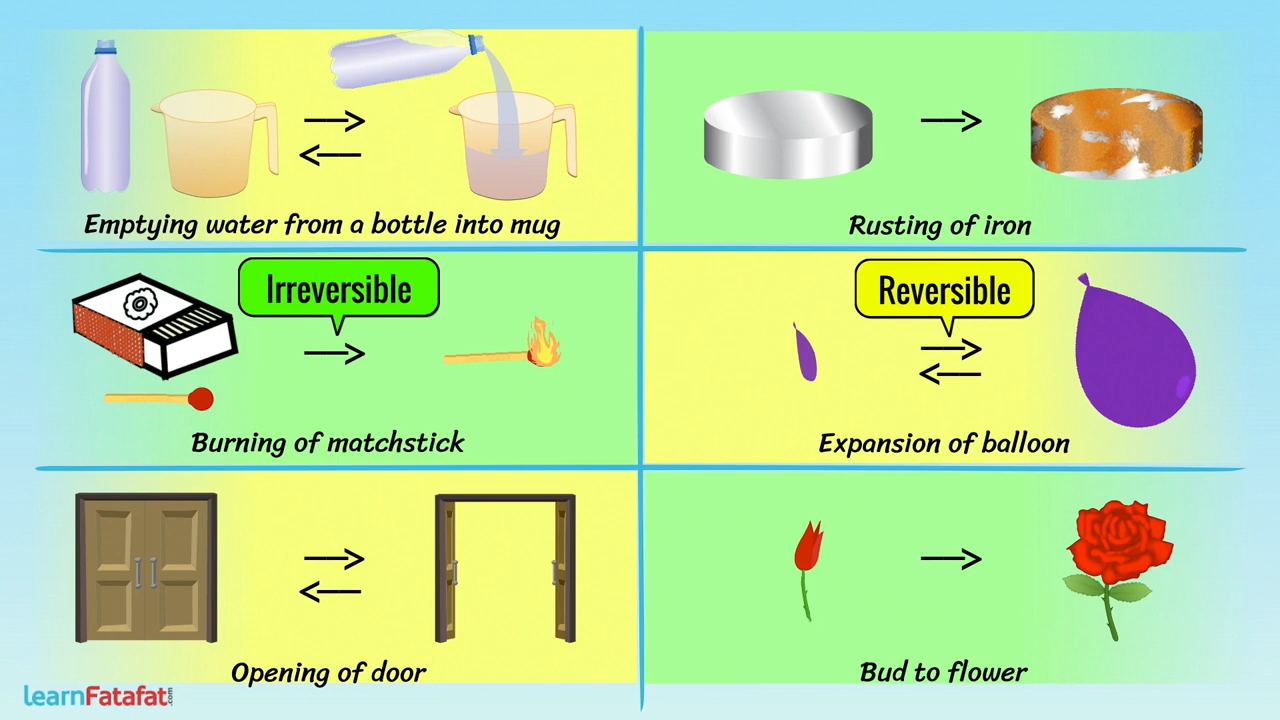 Emptying water from a bottle into mug
Rusting of iron
Irreversible
Burning of matchstick
Reversible
Expansion of balloon
Opening of door
Bud to flower
learnFatafat.com